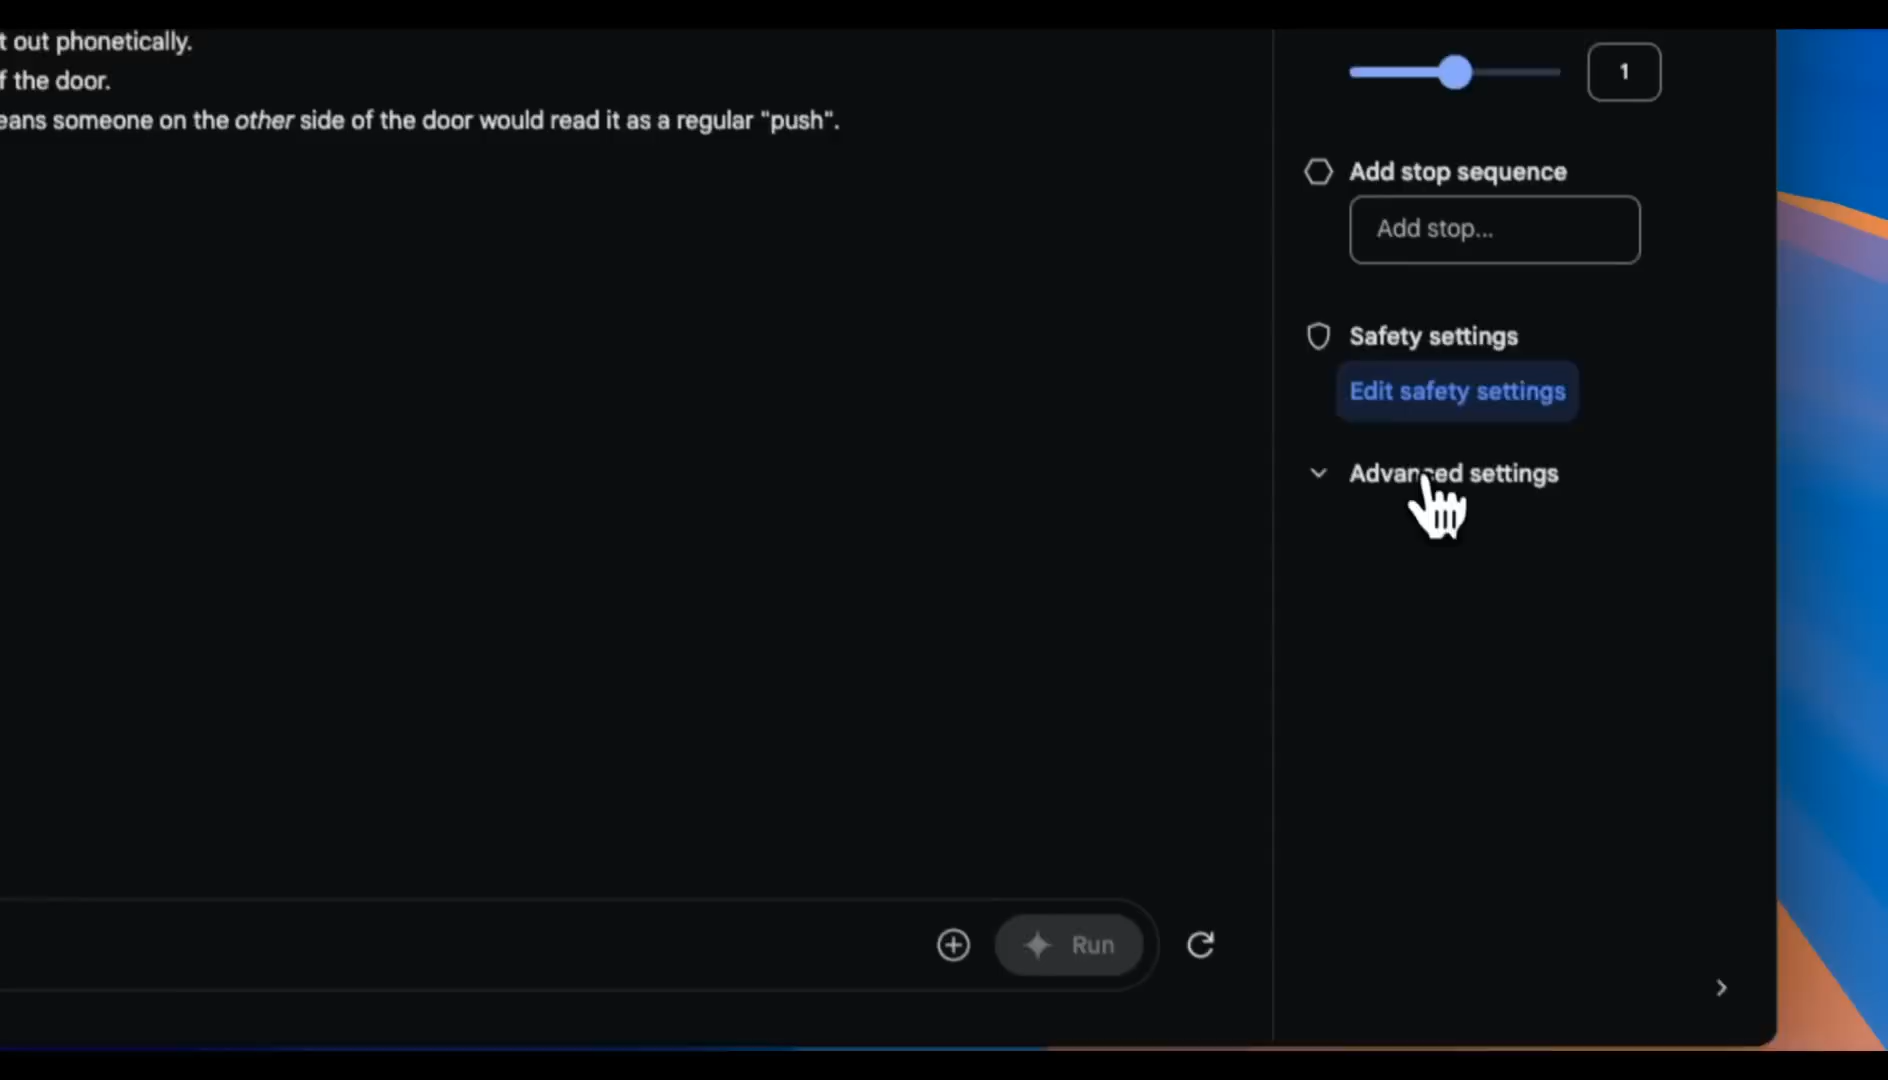 t out phonetically.
f the door.
eans someone on the other side of the door would read it as a regular "push".
1
Add stop sequence
Add stop...
Safety settings
Edit safety settings
Advanced settings
Run